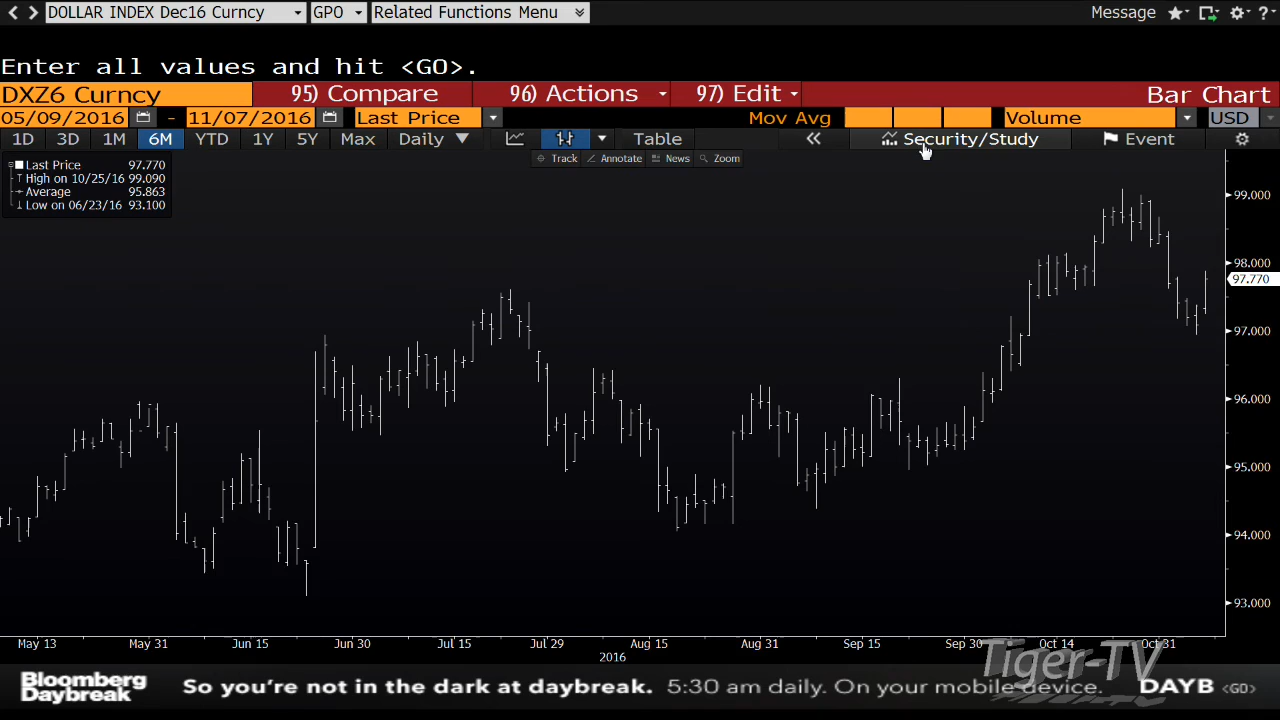 DOLLAR INDEX Dec16 Curncy GPO Related Functions Menu Message ?
Enter all values and hit <GO>.
DXZ6 Curncy 95) Compare 96) Actions 97) Edit Bar Chart
05/09/2016 - 11/07/2016 Last Price Mov Avg Volume USD
1D 3D 1M 6M YTD 1Y 5Y Max Daily Table Security/Study Event
Track Annotate News Zoom
Last Price 97.770
High on 10/25/16 99.090
Average 95.863
Low on 06/23/16 93.100
99.000
98.000
97.770
97.000
96.000
95.000
94.000
93.000
May 13 May 31 Jun 15 Jun 30 Jul 15 Jul 29 Aug 15 Aug 31 Sep 15 Sep 30 Oct 14 Oct 31
2016
Tiger-TV
Bloomberg
Daybreak
So you're not in the dark at daybreak. 5:30 am daily. On your mobile device. DAYB <GO>